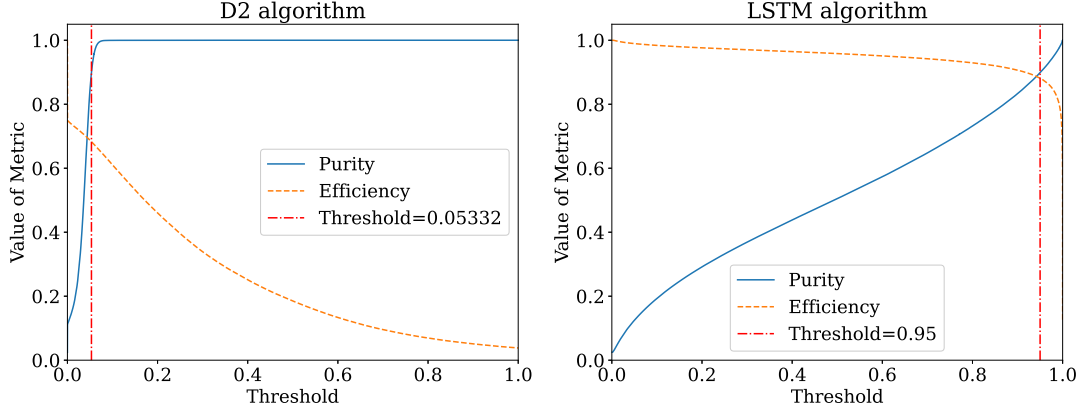 D2 algorithm
1.0
0.8
0.6
0.4
0.2
0.0
Value of Metric
Purity
Efficiency
Threshold=0.05332
0.0 0.2 0.4 0.6 0.8 1.0
Threshold
LSTM algorithm
1.0
0.8
0.6
0.4
0.2
0.0
Value of Metric
Purity
Efficiency
Threshold=0.95
0.0 0.2 0.4 0.6 0.8 1.0
Threshold